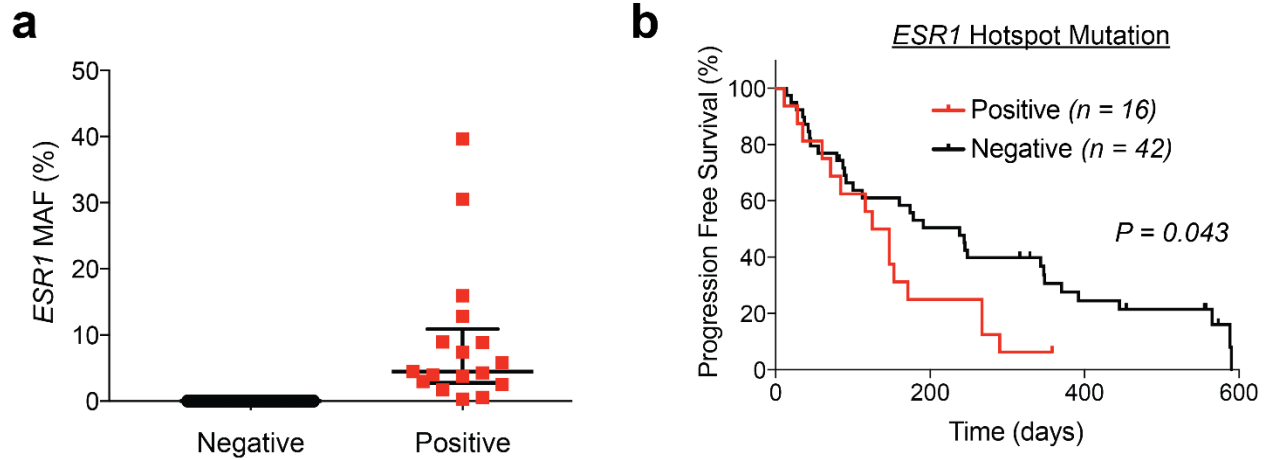 a
50
40
30
20
10
0
ESR1 MAF (%)
Negative
Positive
b
ESR1 Hotspot Mutation
Positive (n = 16)
Negative (n = 42)
P = 0.043
100
80
60
40
20
0
Progression Free Survival (%)
0
200
400
600
Time (days)